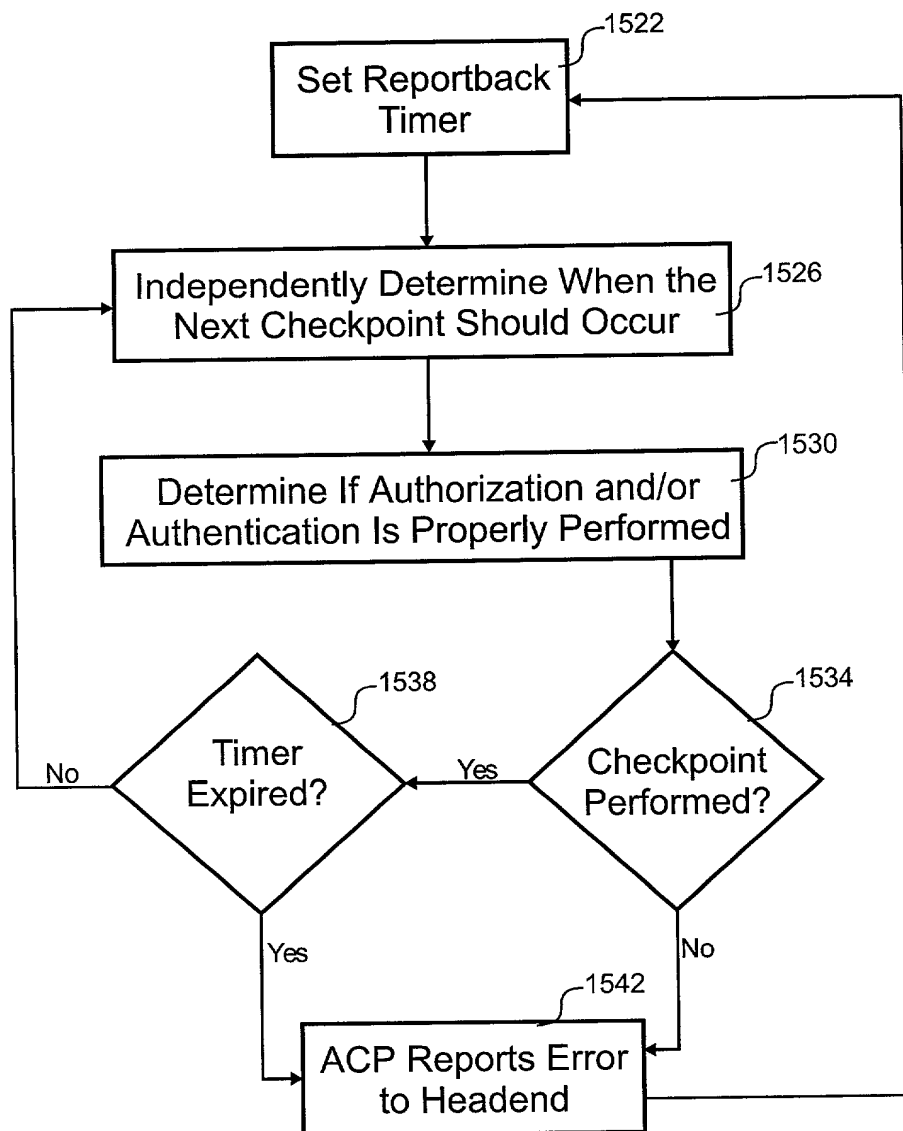 1522
Set Reportback
Timer
Independently Determine When the
Next Checkpoint Should Occur
1526
1530
Determine If Authorization and/or
Authentication Is Properly Performed
1538
1534
Timer
Expired?
Checkpoint
Performed?
No
Yes
Yes
No
1542
ACP Reports Error
to Headend